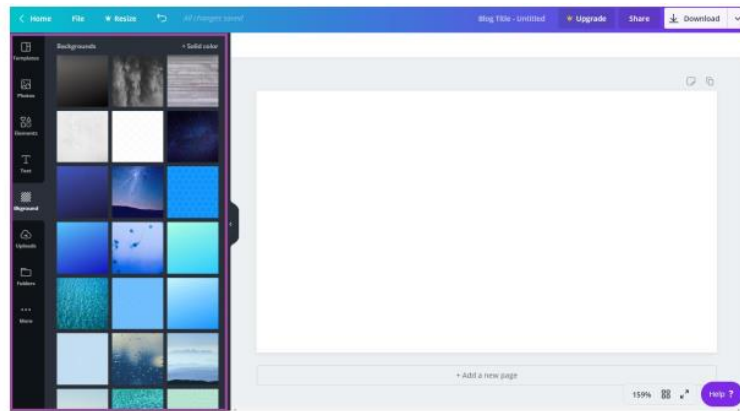 Home File Resize All changes saved Blog Title - Untitled Upgrade Share Download
Templates
Photos
Elements
Text
Bkground
Uploads
Folders
More
Backgrounds + Solid color
+ Add a new page
159% Help ?